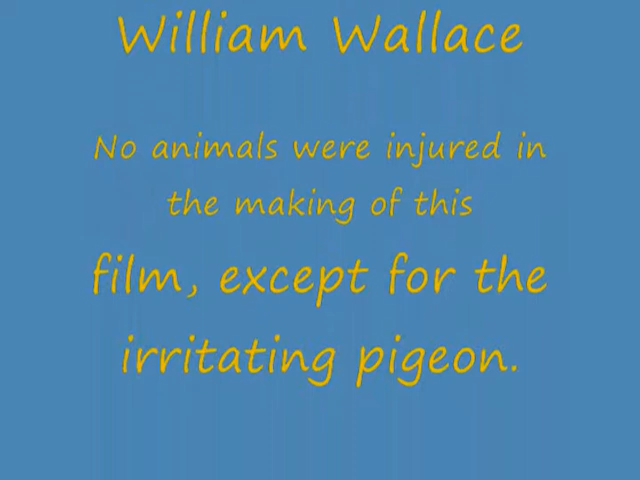 William Wallace
No animals were injured in
the making of this
film, except for the
irritating pigeon.